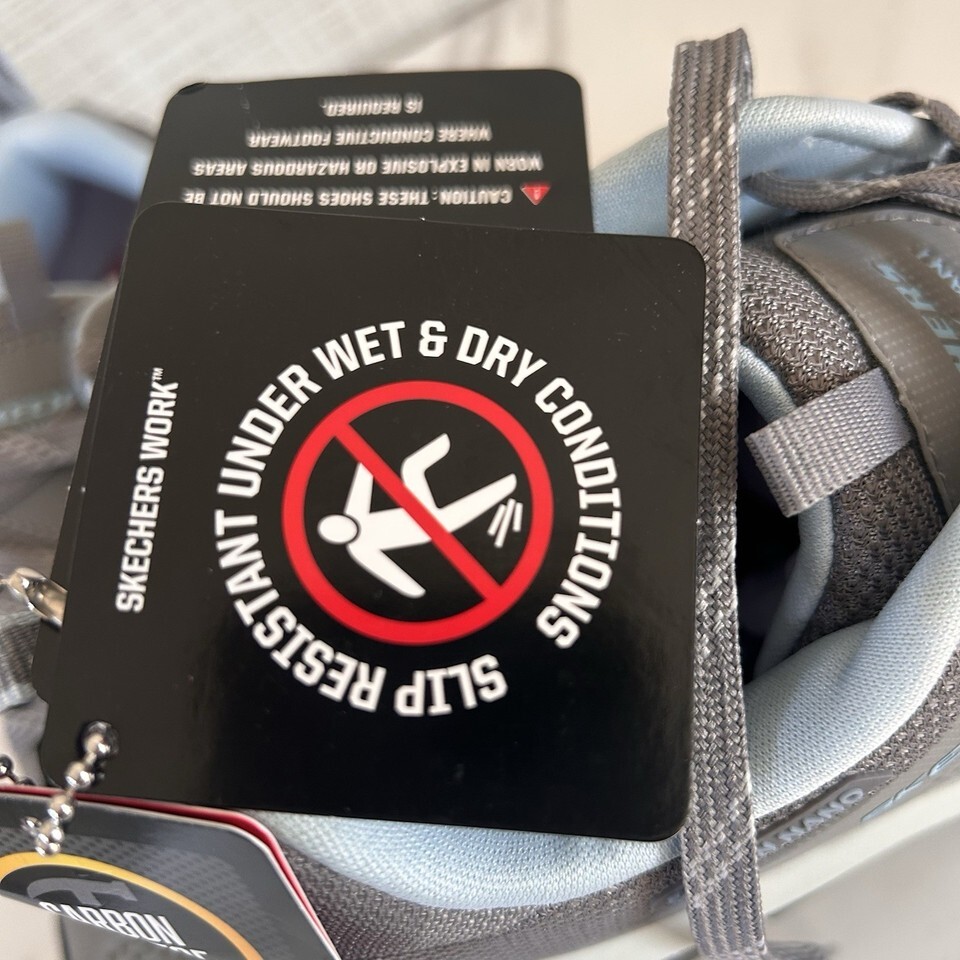 CAUTION: THESE SHOES SHOULD NOT BE
WORN IN EXPLOSIVE OR HAZARDOUS AREAS
WHERE CONDUCTIVE FOOTWEAR
IS REQUIRED.
SKECHERS WORK™
SLIP RESISTANT UNDER WET & DRY CONDITIONS
CARBON